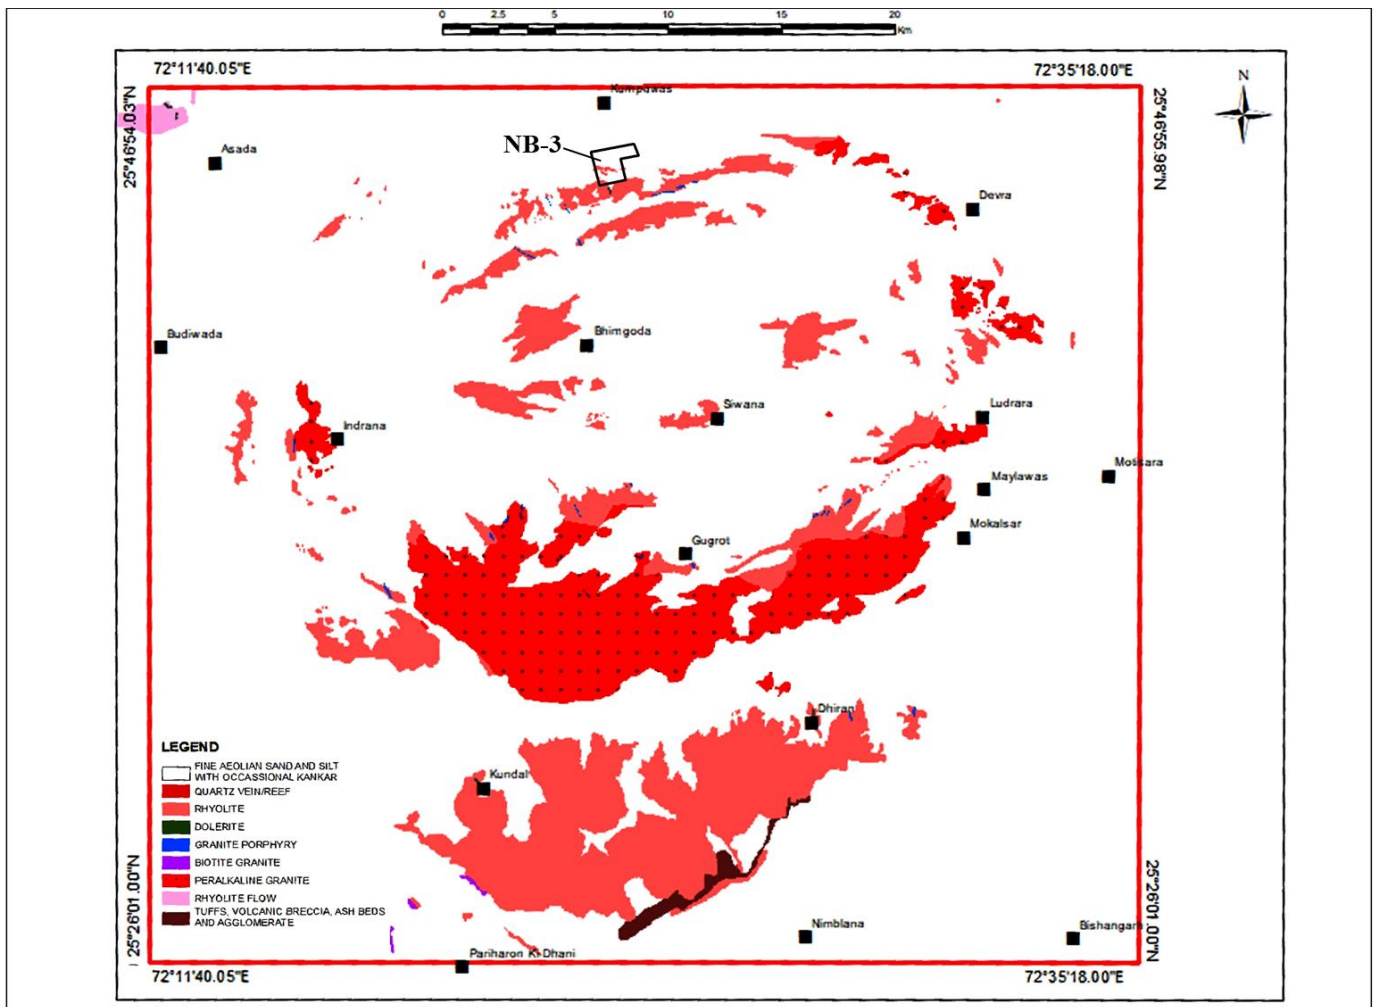 0 2.5 5 10 15 20
Km
72°11'40.05"E
72°35'18.00"E
N
25°46'54.03"N
25°46'55.98"N
Kumpawas
Asada
NB-3
Devra
Budiwada
Bhimgoda
Siwana
Ludrara
Indrana
Motisara
Maylawas
Mokalsar
Gugrot
Dhiran
Kundal
LEGEND
FINE AEOLIAN SAND AND SILT
WITH OCCASSIONAL KANKAR
QUARTZ VEIN/REEF
RHYOLITE
DOLERITE
GRANITE PORPHYRY
BIOTITE GRANITE
PERALKALINE GRANITE
RHYOLITE FLOW
TUFFS, VOLCANIC BRECCIA, ASH BEDS
AND AGGLOMERATE
25°26'01.00"N
25°26'01.00"N
Nimblana
Bishangarh
Pariharon Ki Dhani
72°11'40.05"E
72°35'18.00"E